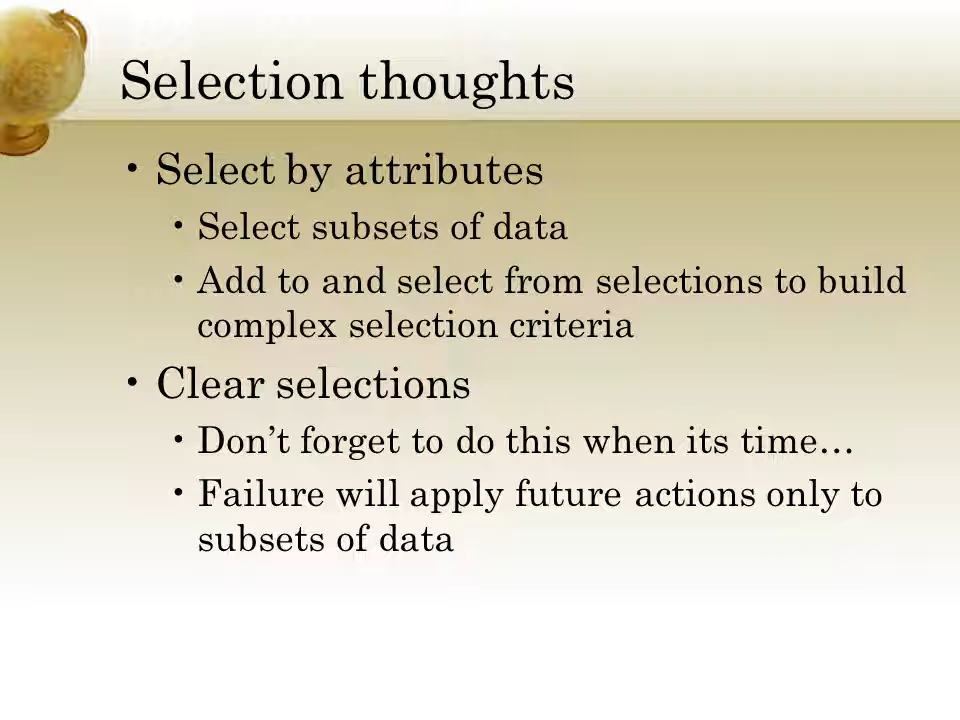 Selection thoughts
• Select by attributes
• Select subsets of data
• Add to and select from selections to build
complex selection criteria
• Clear selections
• Don’t forget to do this when its time…
• Failure will apply future actions only to
subsets of data